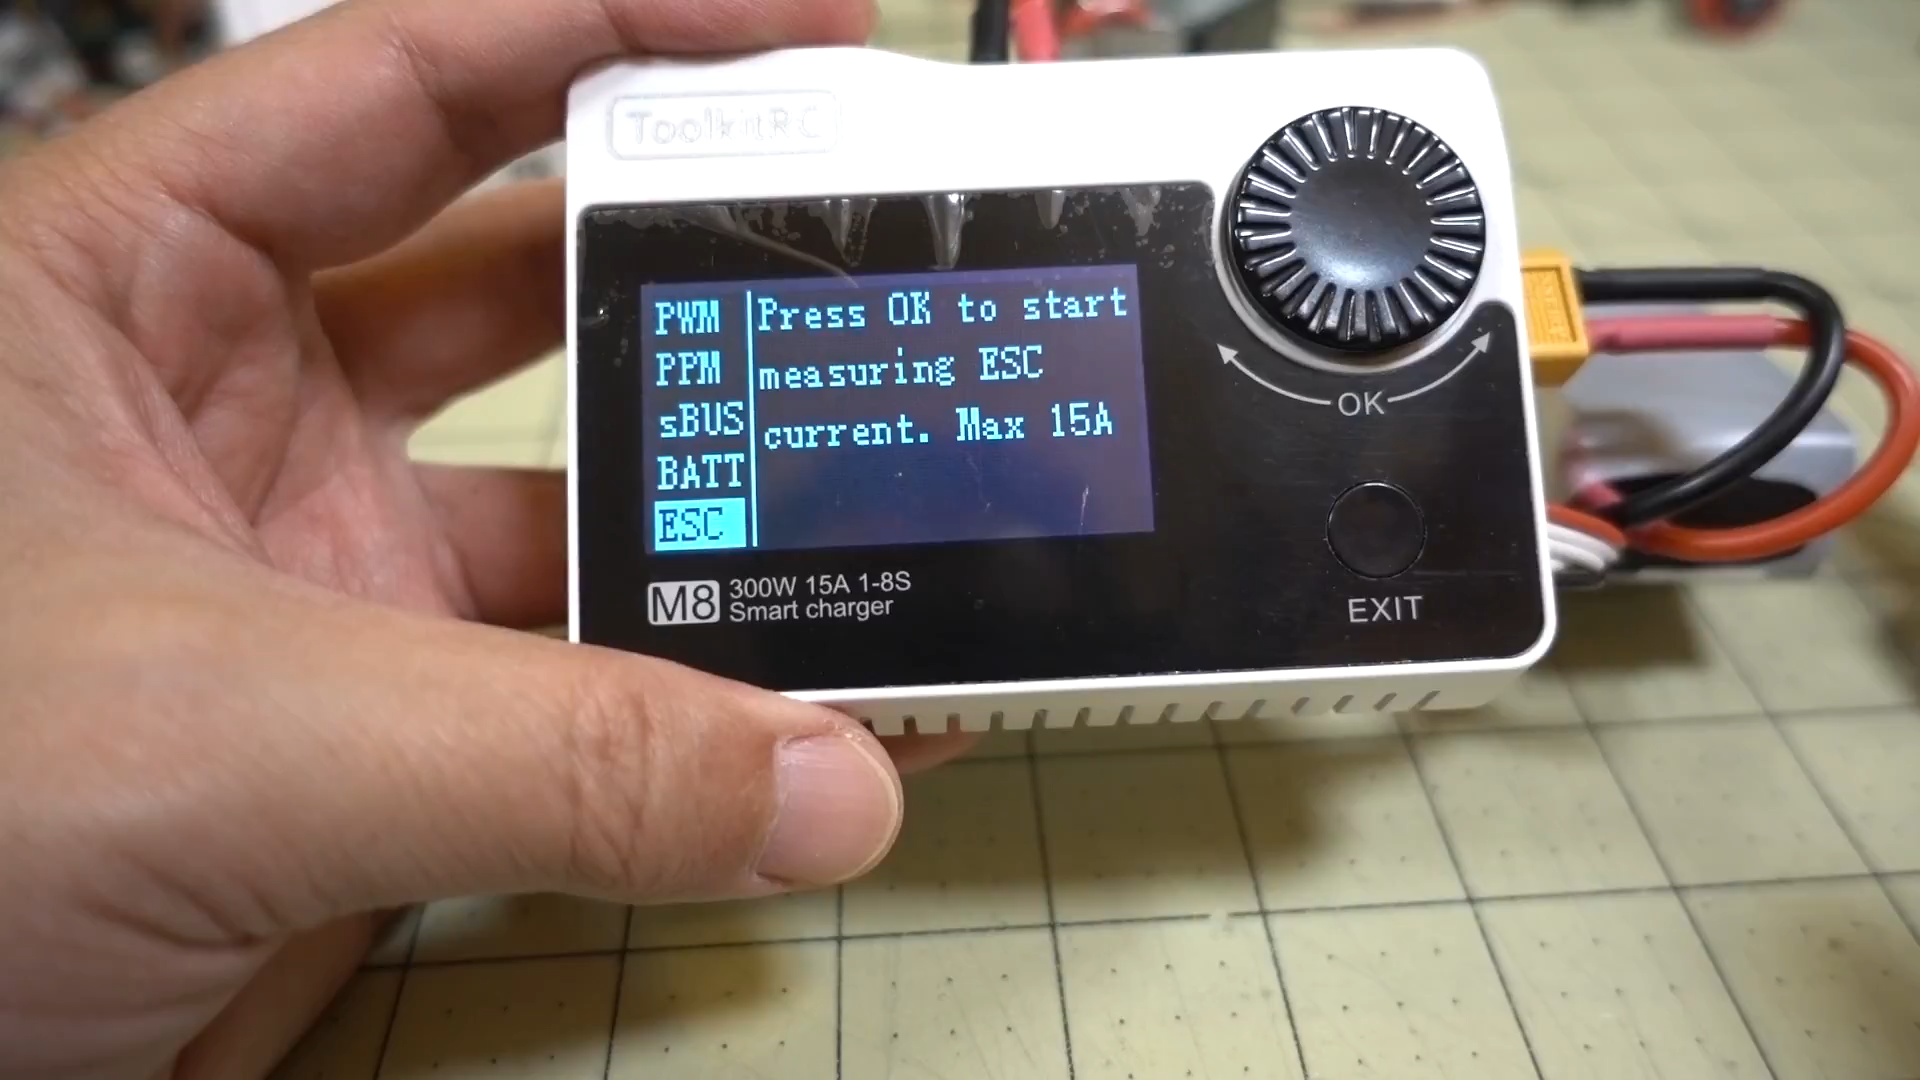 ToolkitRC
PWM
PPM
sBUS
BATT
ESC
Press OK to start
measuring ESC
current. Max 15A
OK
M8
300W 15A 1-8S
Smart charger
EXIT